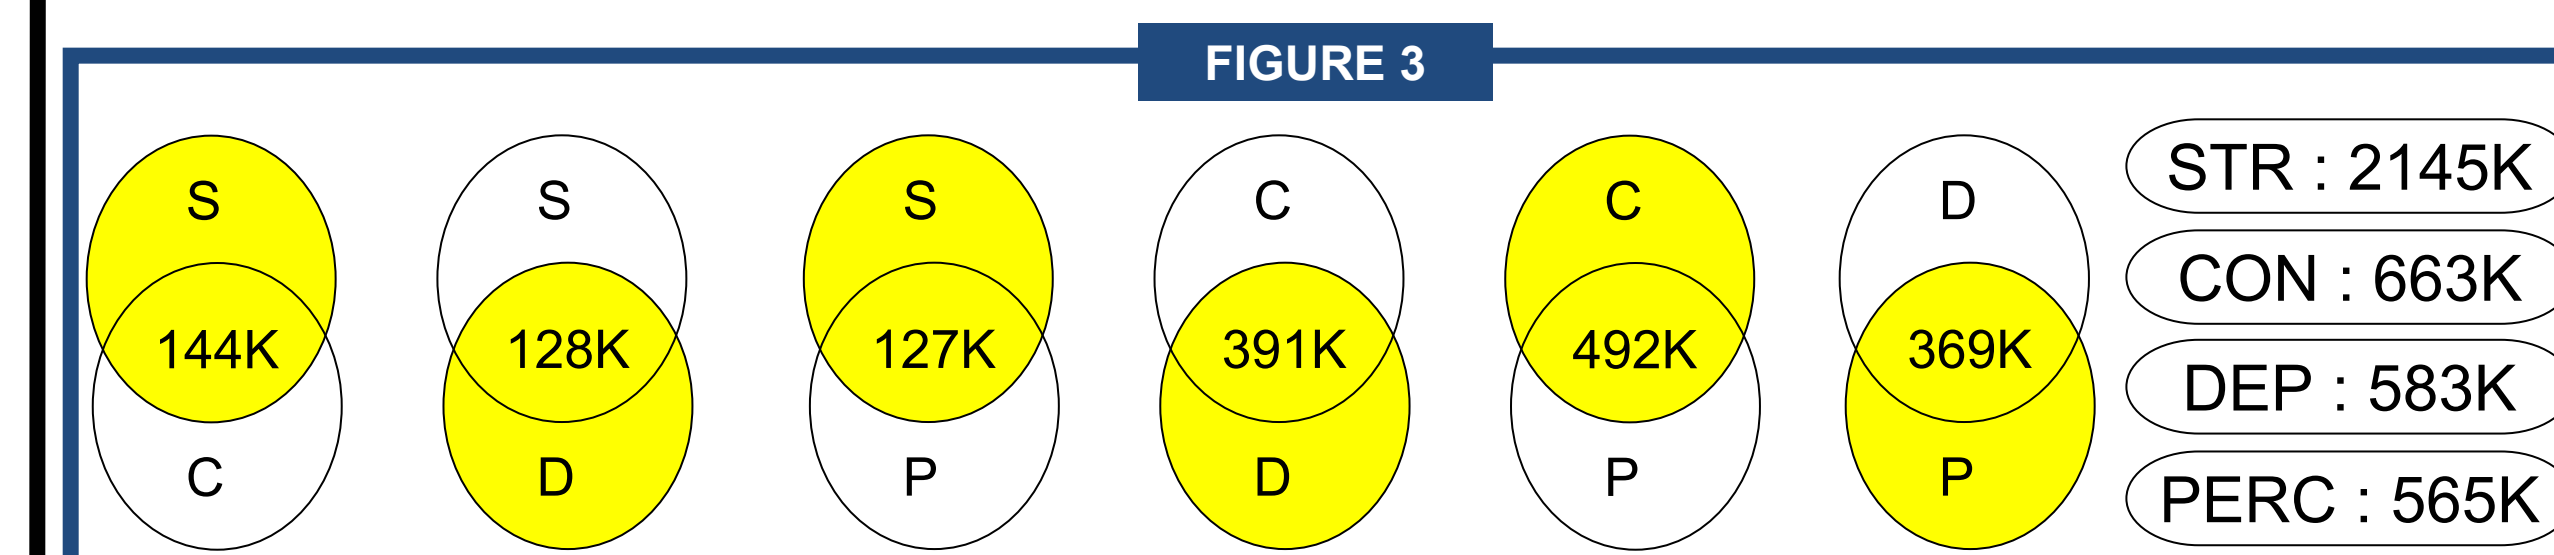 FIGURE 3
S S S C C D
144K 128K 127K 391K 492K 369K
C D P D P P
STR : 2145K
CON : 663K
DEP : 583K
PERC : 565K